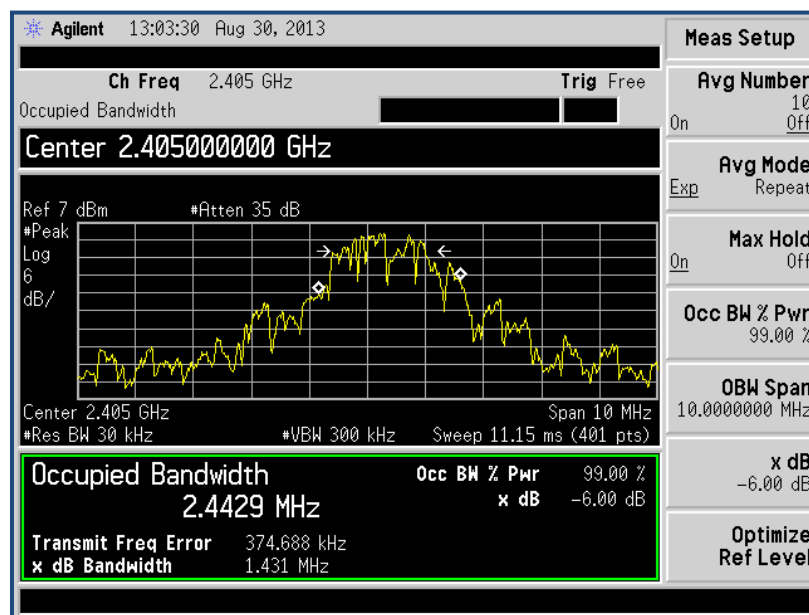 Agilent 13:03:30 Aug 30, 2013
Ch Freq 2.405 GHz Trig Free
Occupied Bandwidth
Center 2.405000000 GHz
Ref 7 dBm #Atten 35 dB
#Peak
Log
6
dB/
Center 2.405 GHz Span 10 MHz
#Res BW 30 kHz #VBW 300 kHz Sweep 11.15 ms (401 pts)
Occupied Bandwidth
2.4429 MHz
Occ BW % Pwr 99.00 %
x dB -6.00 dB
Transmit Freq Error 374.688 kHz
x dB Bandwidth 1.431 MHz
Meas Setup
Avg Number
10
On Off
Avg Mode
Exp Repeat
Max Hold
On Off
Occ BW % Pwr
99.00 %
OBW Span
10.0000000 MHz
x dB
-6.00 dB
Optimize
Ref Level